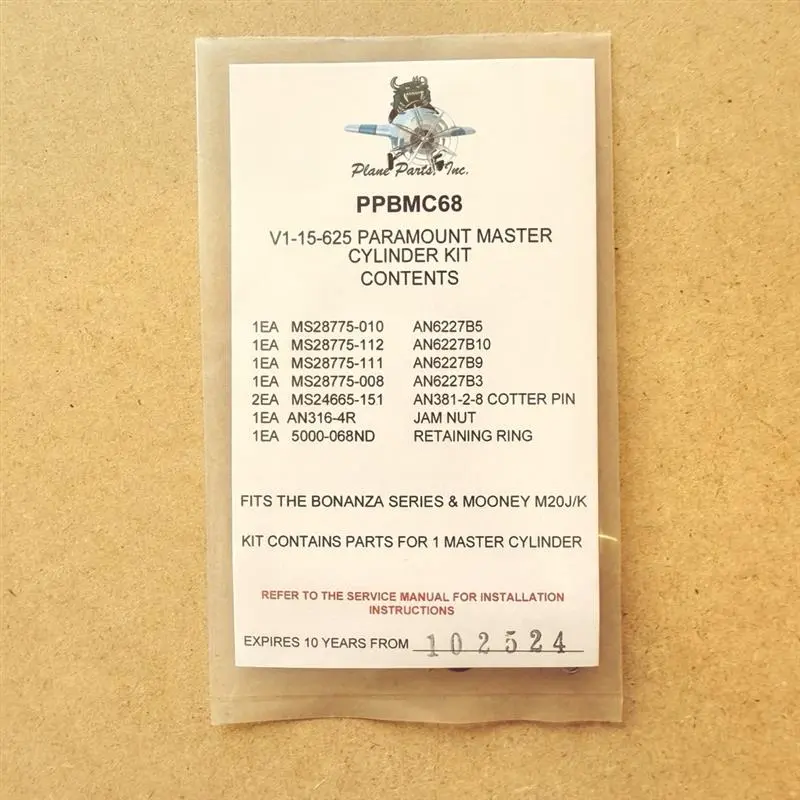 Plane Parts, Inc.
PPBMC68
V1-15-625 PARAMOUNT MASTER
CYLINDER KIT
CONTENTS
1EA MS28775-010 AN6227B5
1EA MS28775-112 AN6227B10
1EA MS28775-111 AN6227B9
1EA MS28775-008 AN6227B3
2EA MS24665-151 AN381-2-8 COTTER PIN
1EA AN316-4R JAM NUT
1EA 5000-068ND RETAINING RING
FITS THE BONANZA SERIES & MOONEY M20J/K
KIT CONTAINS PARTS FOR 1 MASTER CYLINDER
REFER TO THE SERVICE MANUAL FOR INSTALLATION
INSTRUCTIONS
EXPIRES 10 YEARS FROM 102524